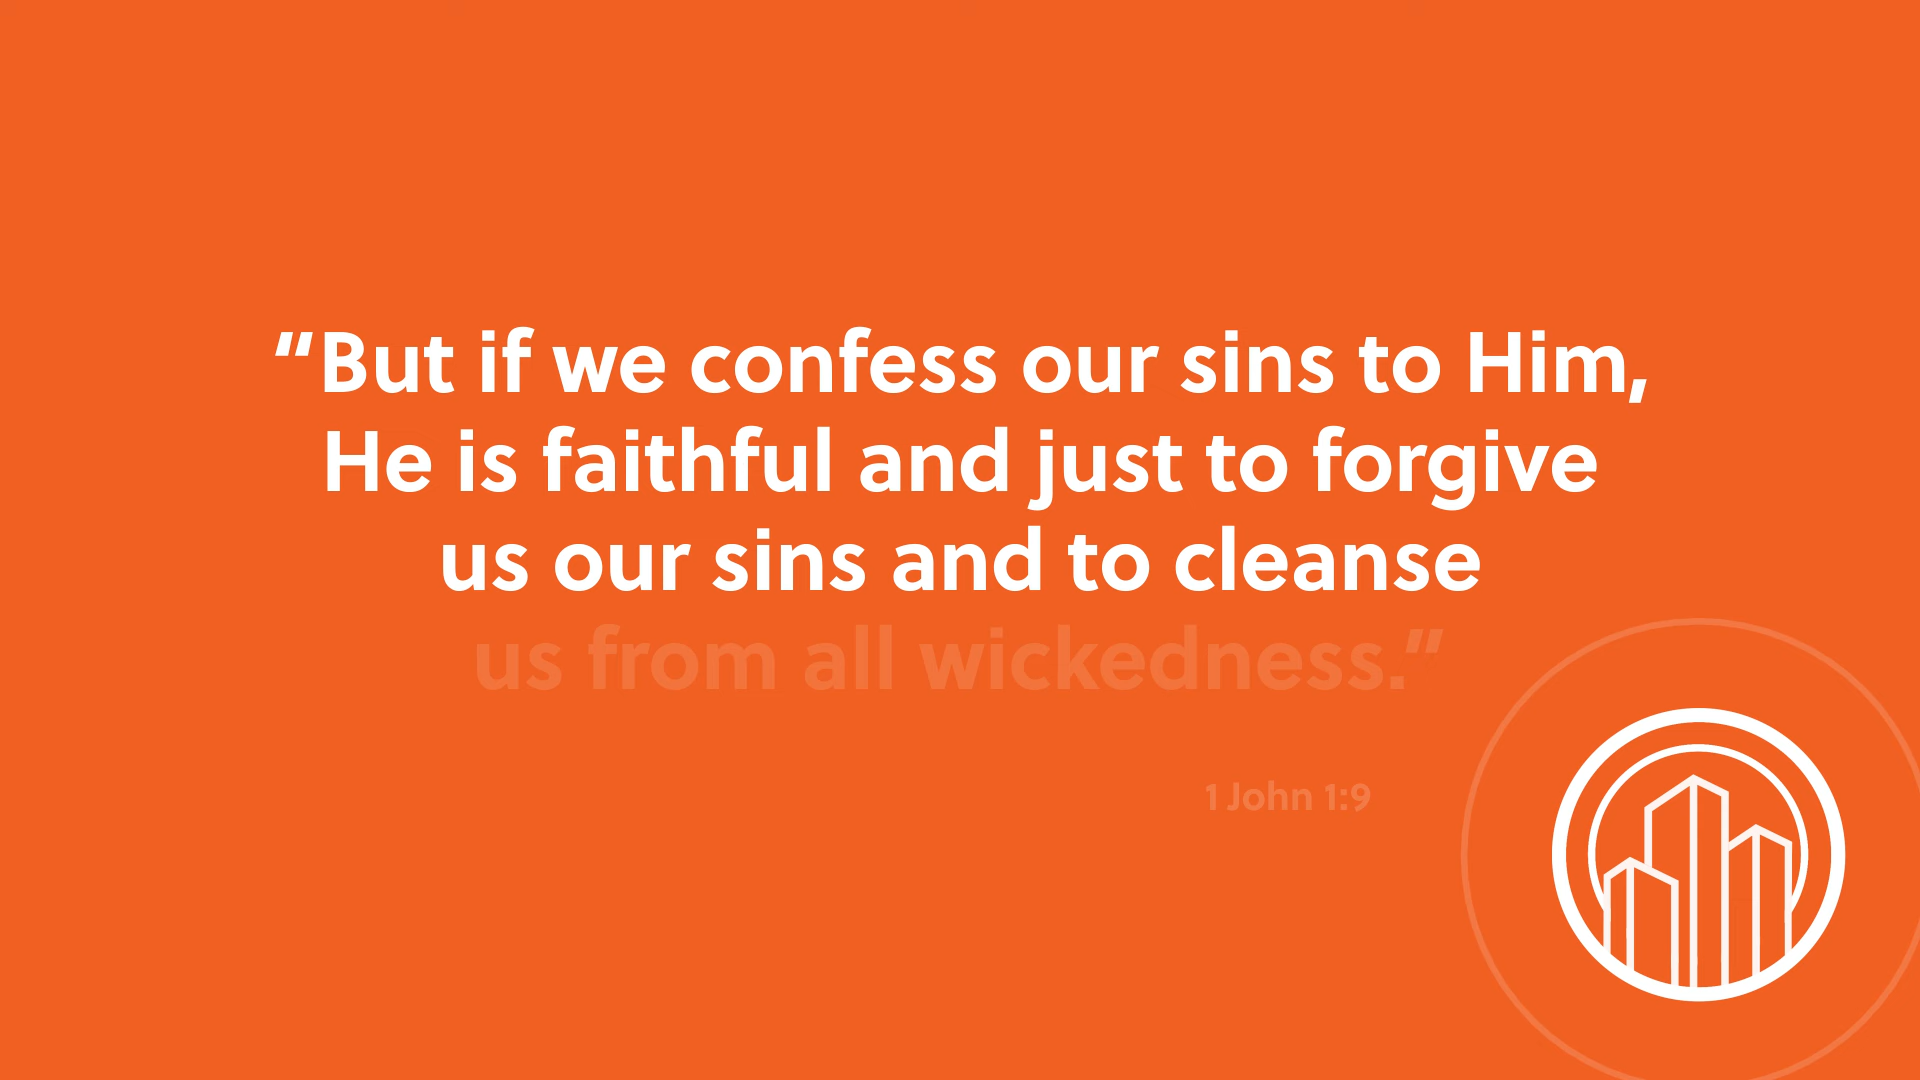 “But if we confess our sins to Him,
He is faithful and just to forgive
us our sins and to cleanse
us from all wickedness.”
1 John 1:9